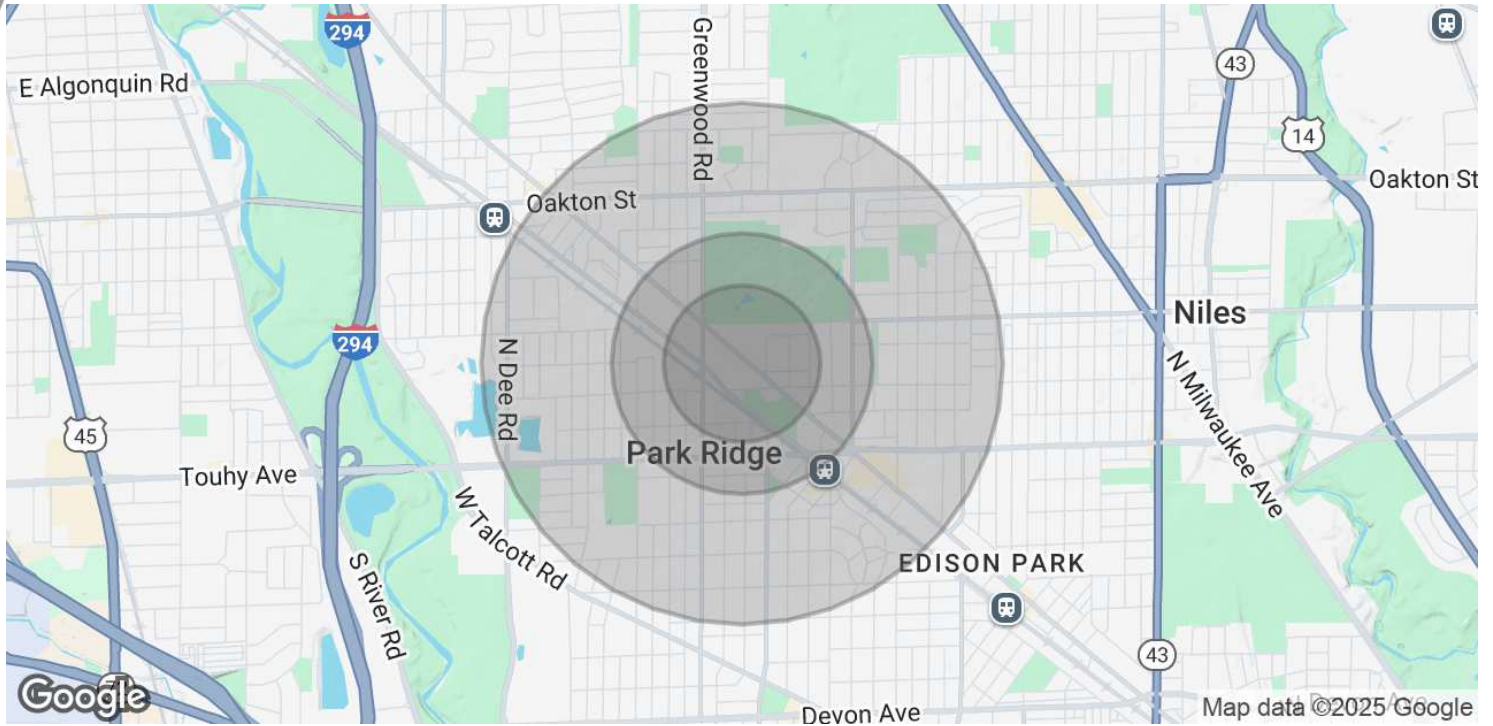 294
Greenwood Rd
43
E Algonquin Rd
14
Oakton St
Oakton St
Niles
294
N Dee Rd
N Milwaukee Ave
45
Park Ridge
Touhy Ave
W Talcott Rd
EDISON PARK
S River Rd
43
Google
Devon Ave
Map data ©2025 Google